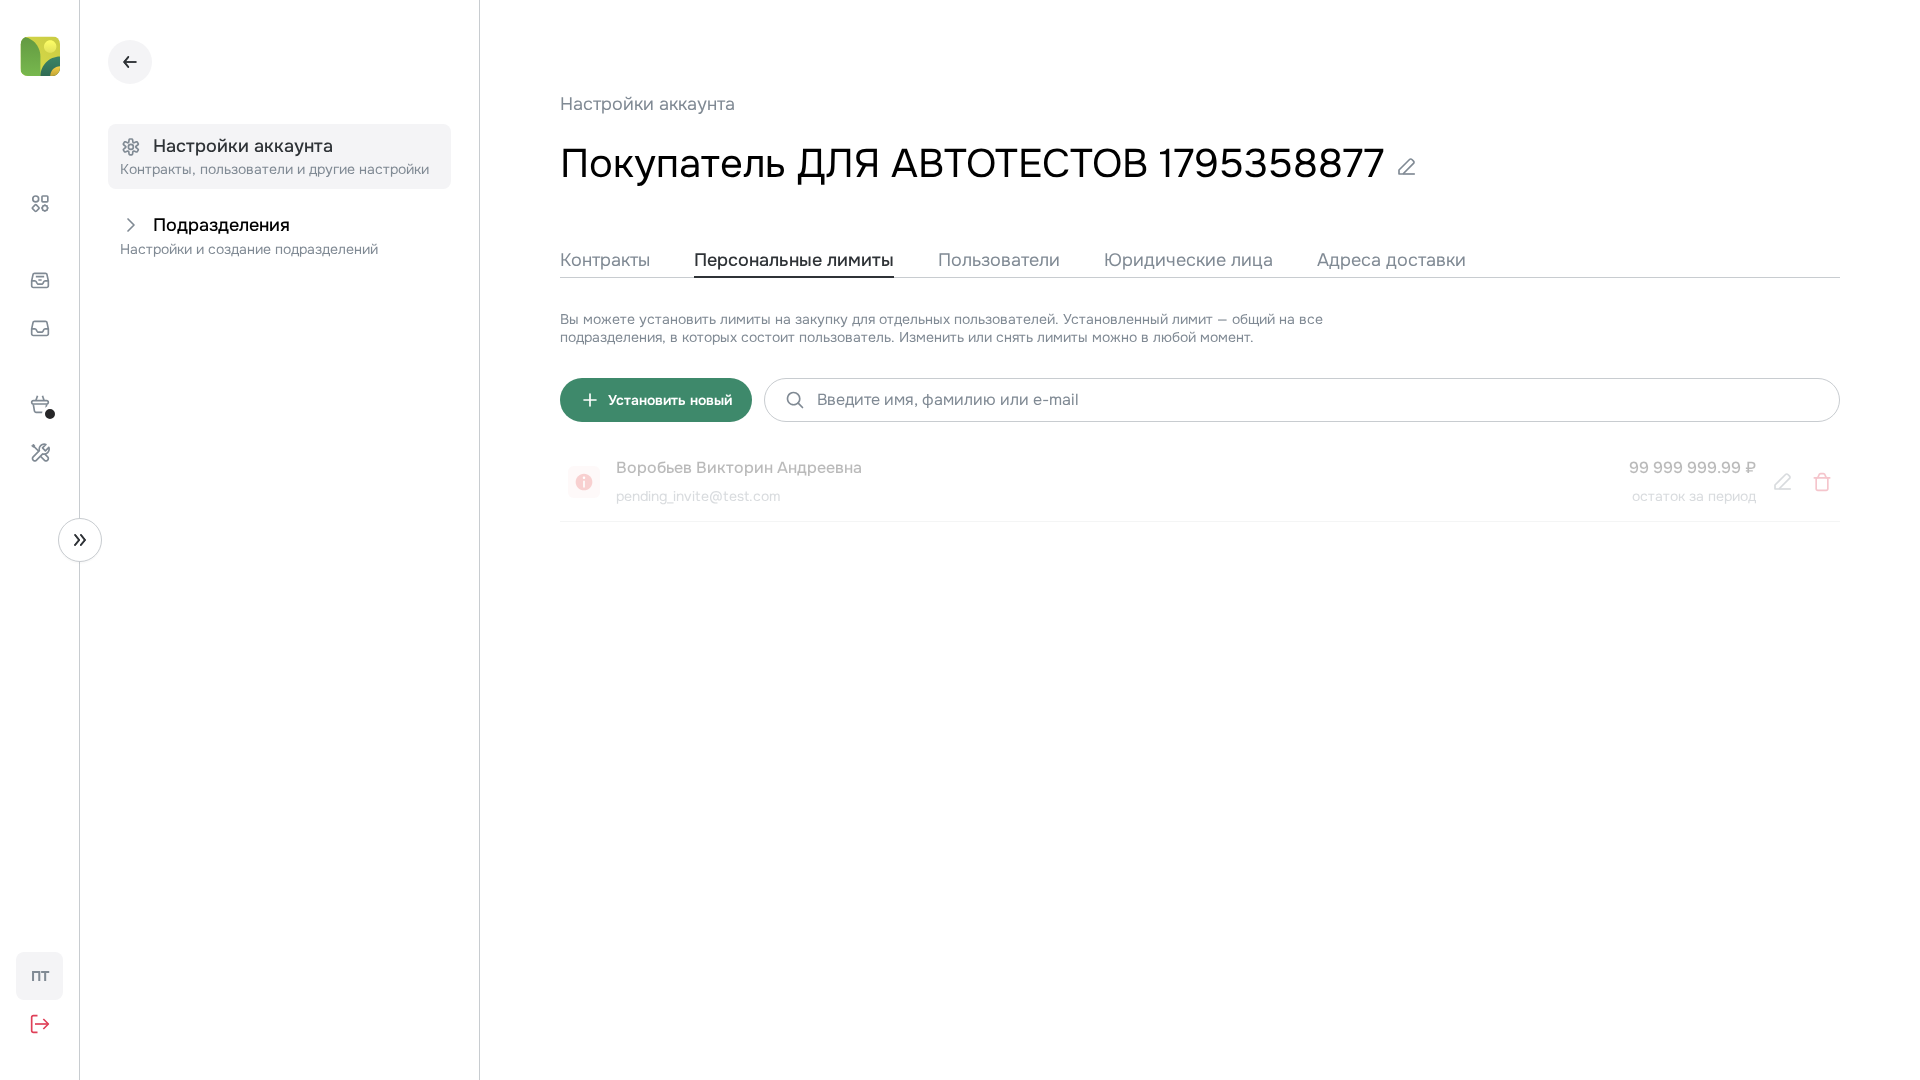 Настройки аккаунта
Контракты, пользователи и другие настройки
Подразделения
Настройки и создание подразделений
ПТ
Настройки аккаунта
Покупатель ДЛЯ АВТОТЕСТОВ 1795358877
Контракты Персональные лимиты Пользователи Юридические лица Адреса доставки
Вы можете установить лимиты на закупку для отдельных пользователей. Установленный лимит — общий на все
подразделения, в которых состоит пользователь. Изменить или снять лимиты можно в любой момент.
Установить новый Введите имя, фамилию или e-mail
Воробьев Викторин Андреевна 99 999 999.99 ₽
pending_invite@test.com остаток за период